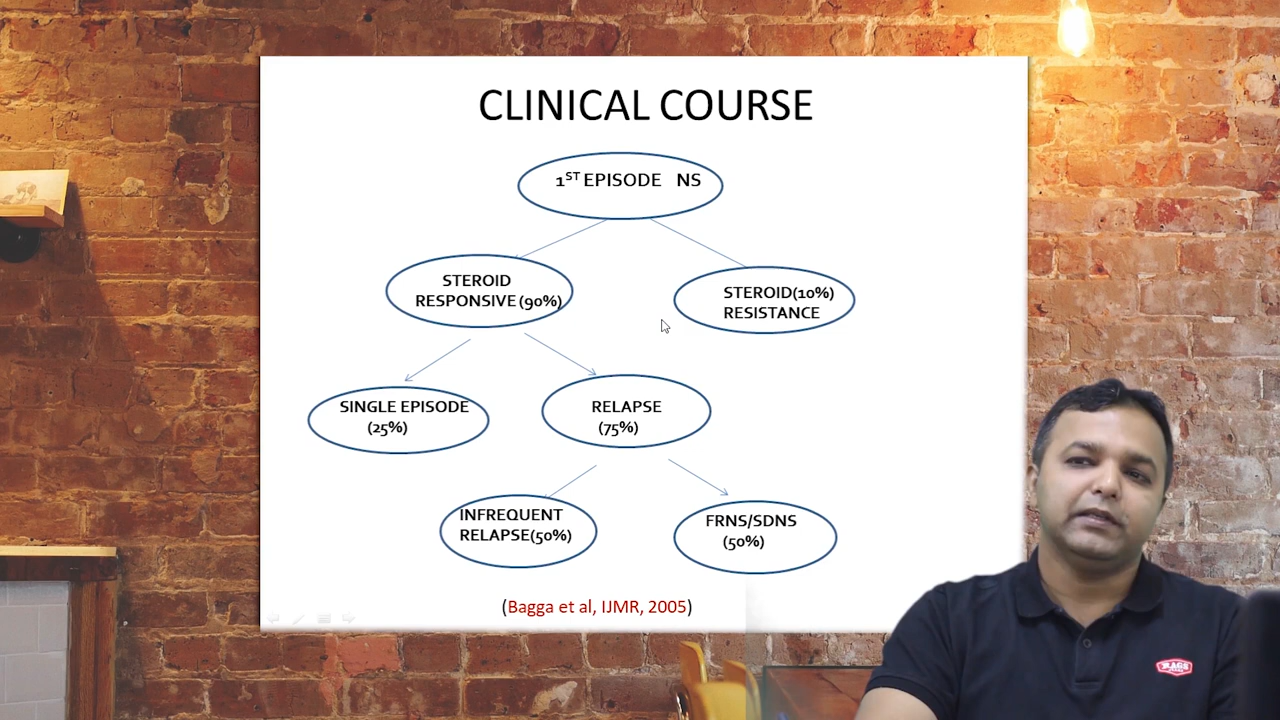 CLINICAL COURSE
1ST EPISODE NS
STEROID
RESPONSIVE (90%)
STEROID(10%)
RESISTANCE
SINGLE EPISODE
(25%)
RELAPSE
(75%)
INFREQUENT
RELAPSE(50%)
FRNS/SDNS
(50%)
(Bagga et al, IJMR, 2005)